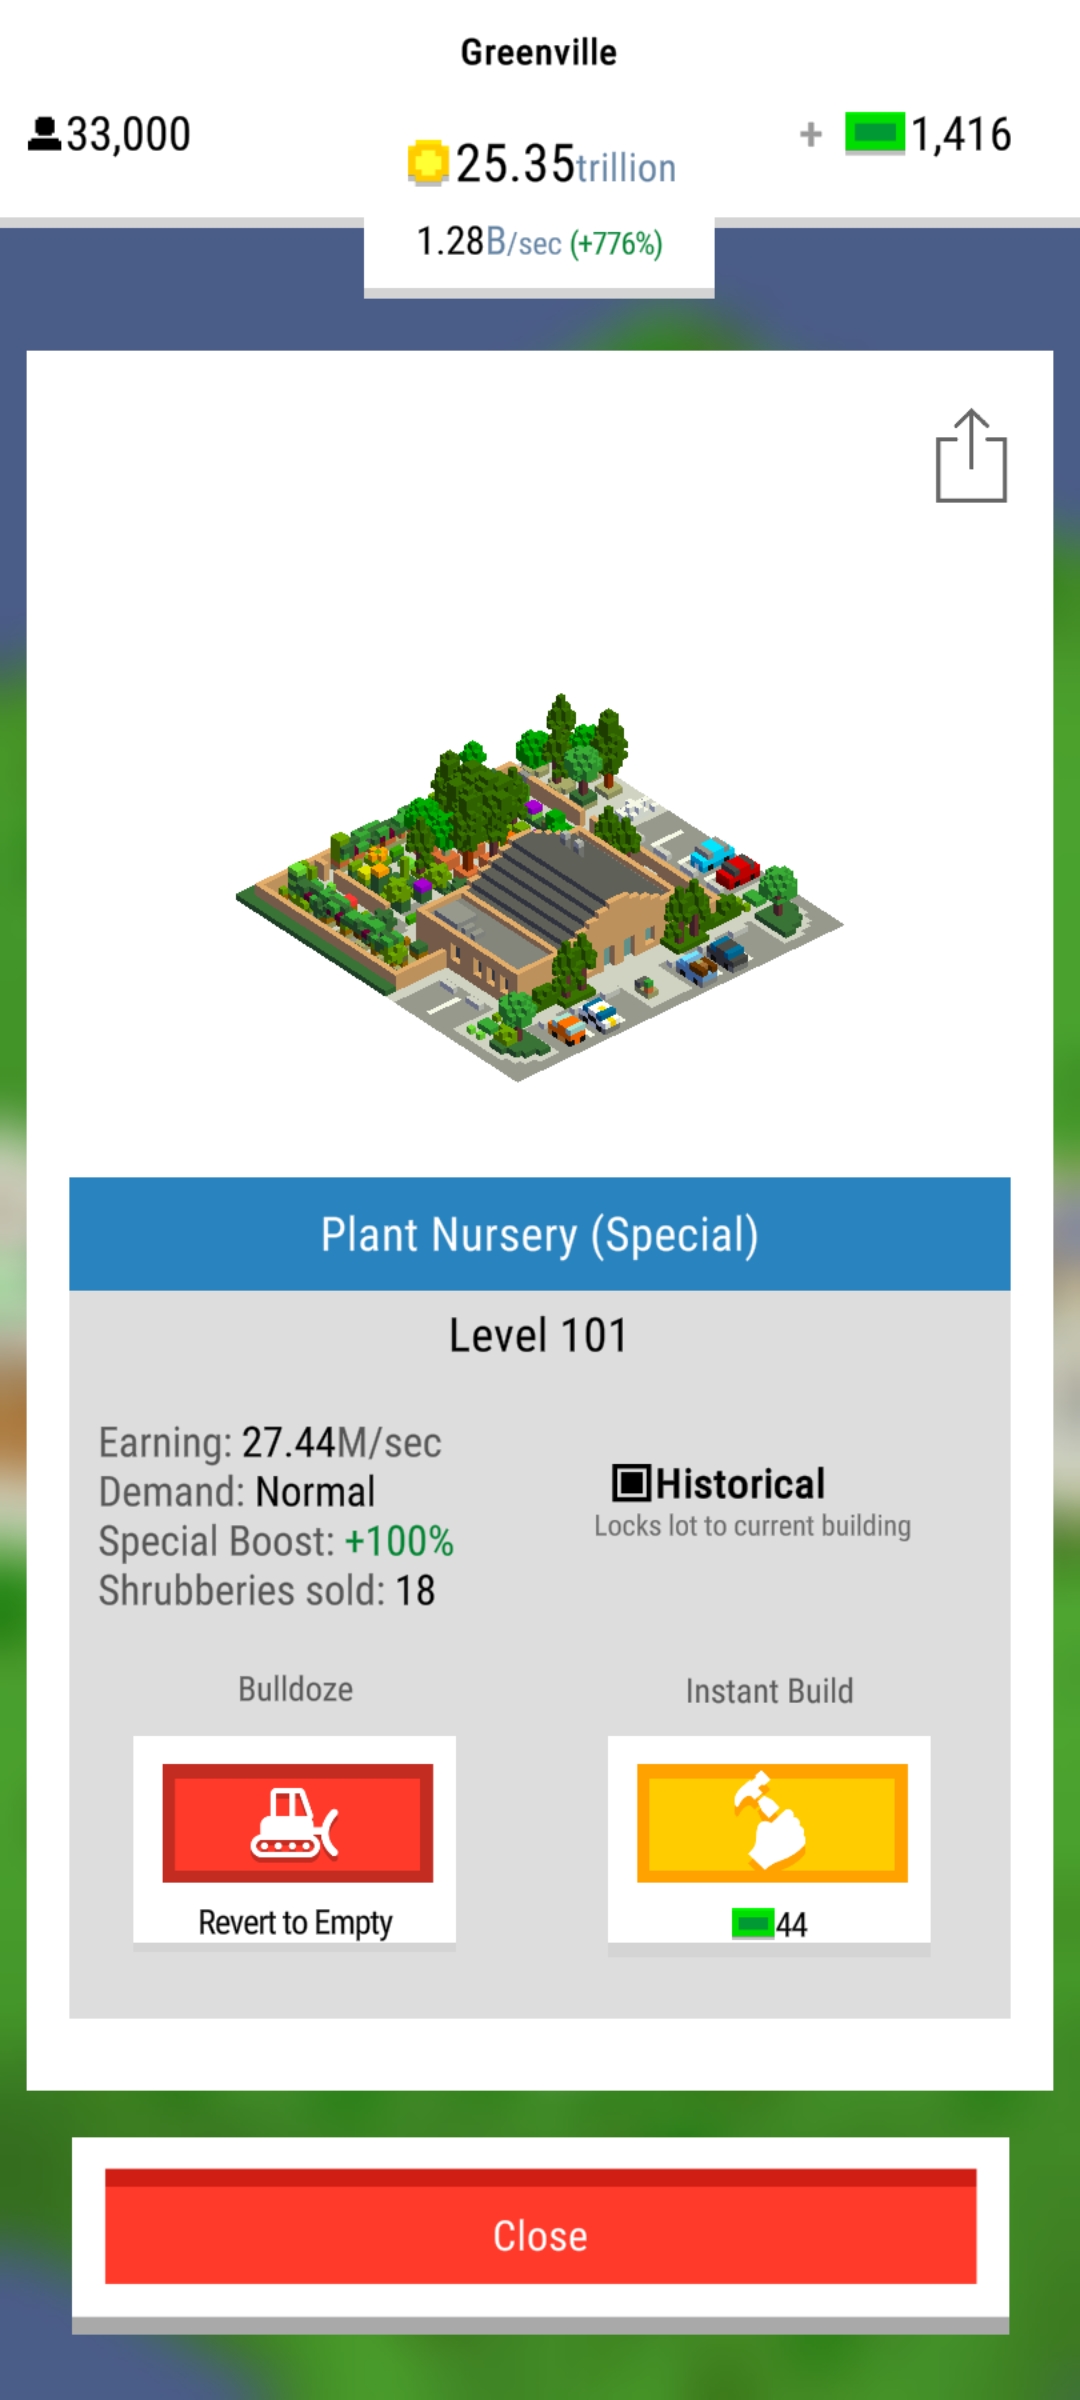 Greenville
33,000
25.35trillion
+ 1,416
1.28B/sec (+776%)
Plant Nursery (Special)
Level 101
Earning: 27.44M/sec
Demand: Normal
Special Boost: +100%
Shrubberies sold: 18
Historical
Locks lot to current building
Bulldoze
Revert to Empty
Instant Build
44
Close